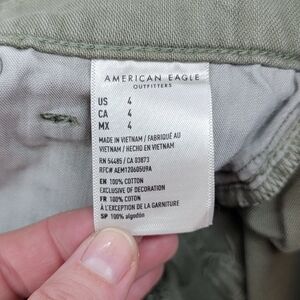 AMERICAN EAGLE
OUTFITTERS
US 4
CA 4
MX 4
MADE IN VIETNAM / FABRIQUÉ AU
VIETNAM / HECHO EN VIETNAM
RN 54485 / CA 03873
RFC# AEM120605U9A
EN 100% COTTON
EXCLUSIVE OF DECORATION
FR 100% COTON
À L'EXCEPTION DE LA GARNITURE
SP 100% algodón